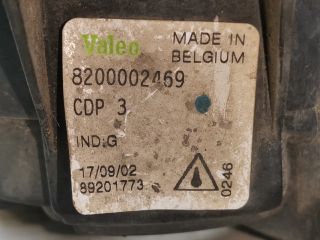 Valeo
MADE IN
BELGIUM
8200002469
CDP 3
IND:G
17/09/02
89201773
0246